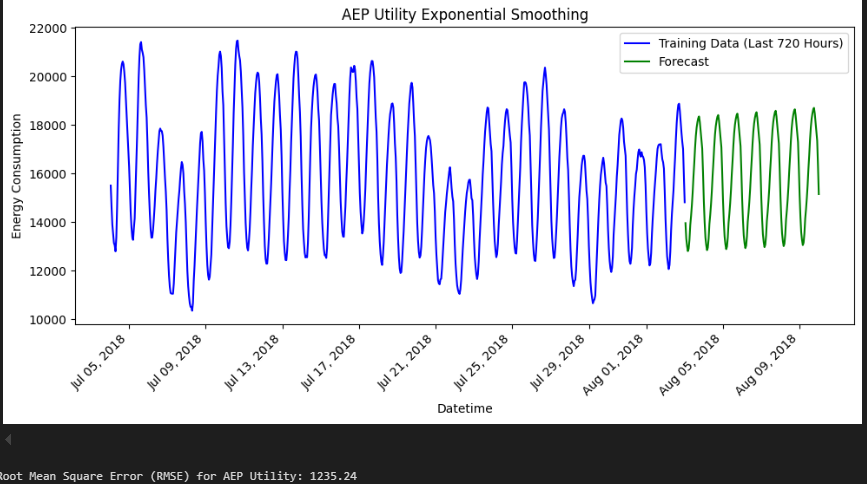 AEP Utility Exponential Smoothing
Training Data (Last 720 Hours)
Forecast
Energy Consumption
22000
20000
18000
16000
14000
12000
10000
Jul 05, 2018
Jul 09, 2018
Jul 13, 2018
Jul 17, 2018
Jul 21, 2018
Jul 25, 2018
Jul 29, 2018
Aug 01, 2018
Aug 05, 2018
Aug 09, 2018
Datetime
Root Mean Square Error (RMSE) for AEP Utility: 1235.24